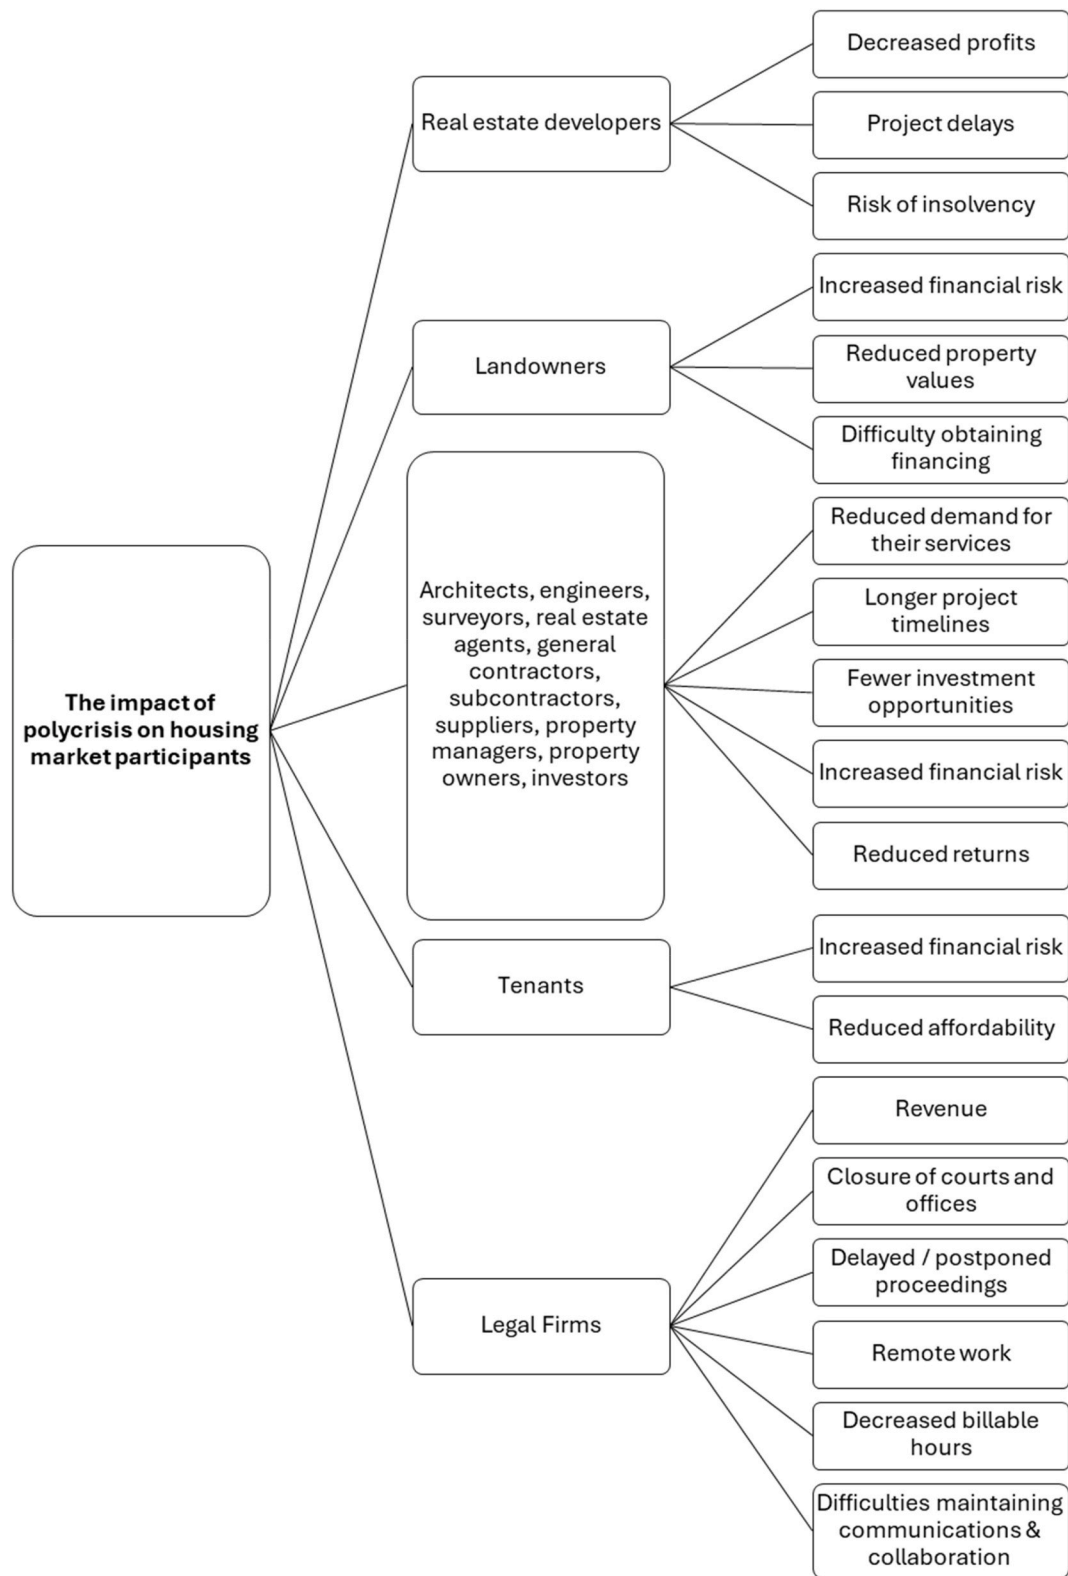 The impact of
polycrisis on housing
market participants
Real estate developers
Decreased profits
Project delays
Risk of insolvency
Landowners
Increased financial risk
Reduced property
values
Difficulty obtaining
financing
Architects, engineers,
surveyors, real estate
agents, general
contractors,
subcontractors,
suppliers, property
managers, property
owners, investors
Reduced demand for
their services
Longer project
timelines
Fewer investment
opportunities
Increased financial risk
Reduced returns
Tenants
Increased financial risk
Reduced affordability
Legal Firms
Revenue
Closure of courts and
offices
Delayed / postponed
proceedings
Remote work
Decreased billable
hours
Difficulties maintaining
communications &
collaboration